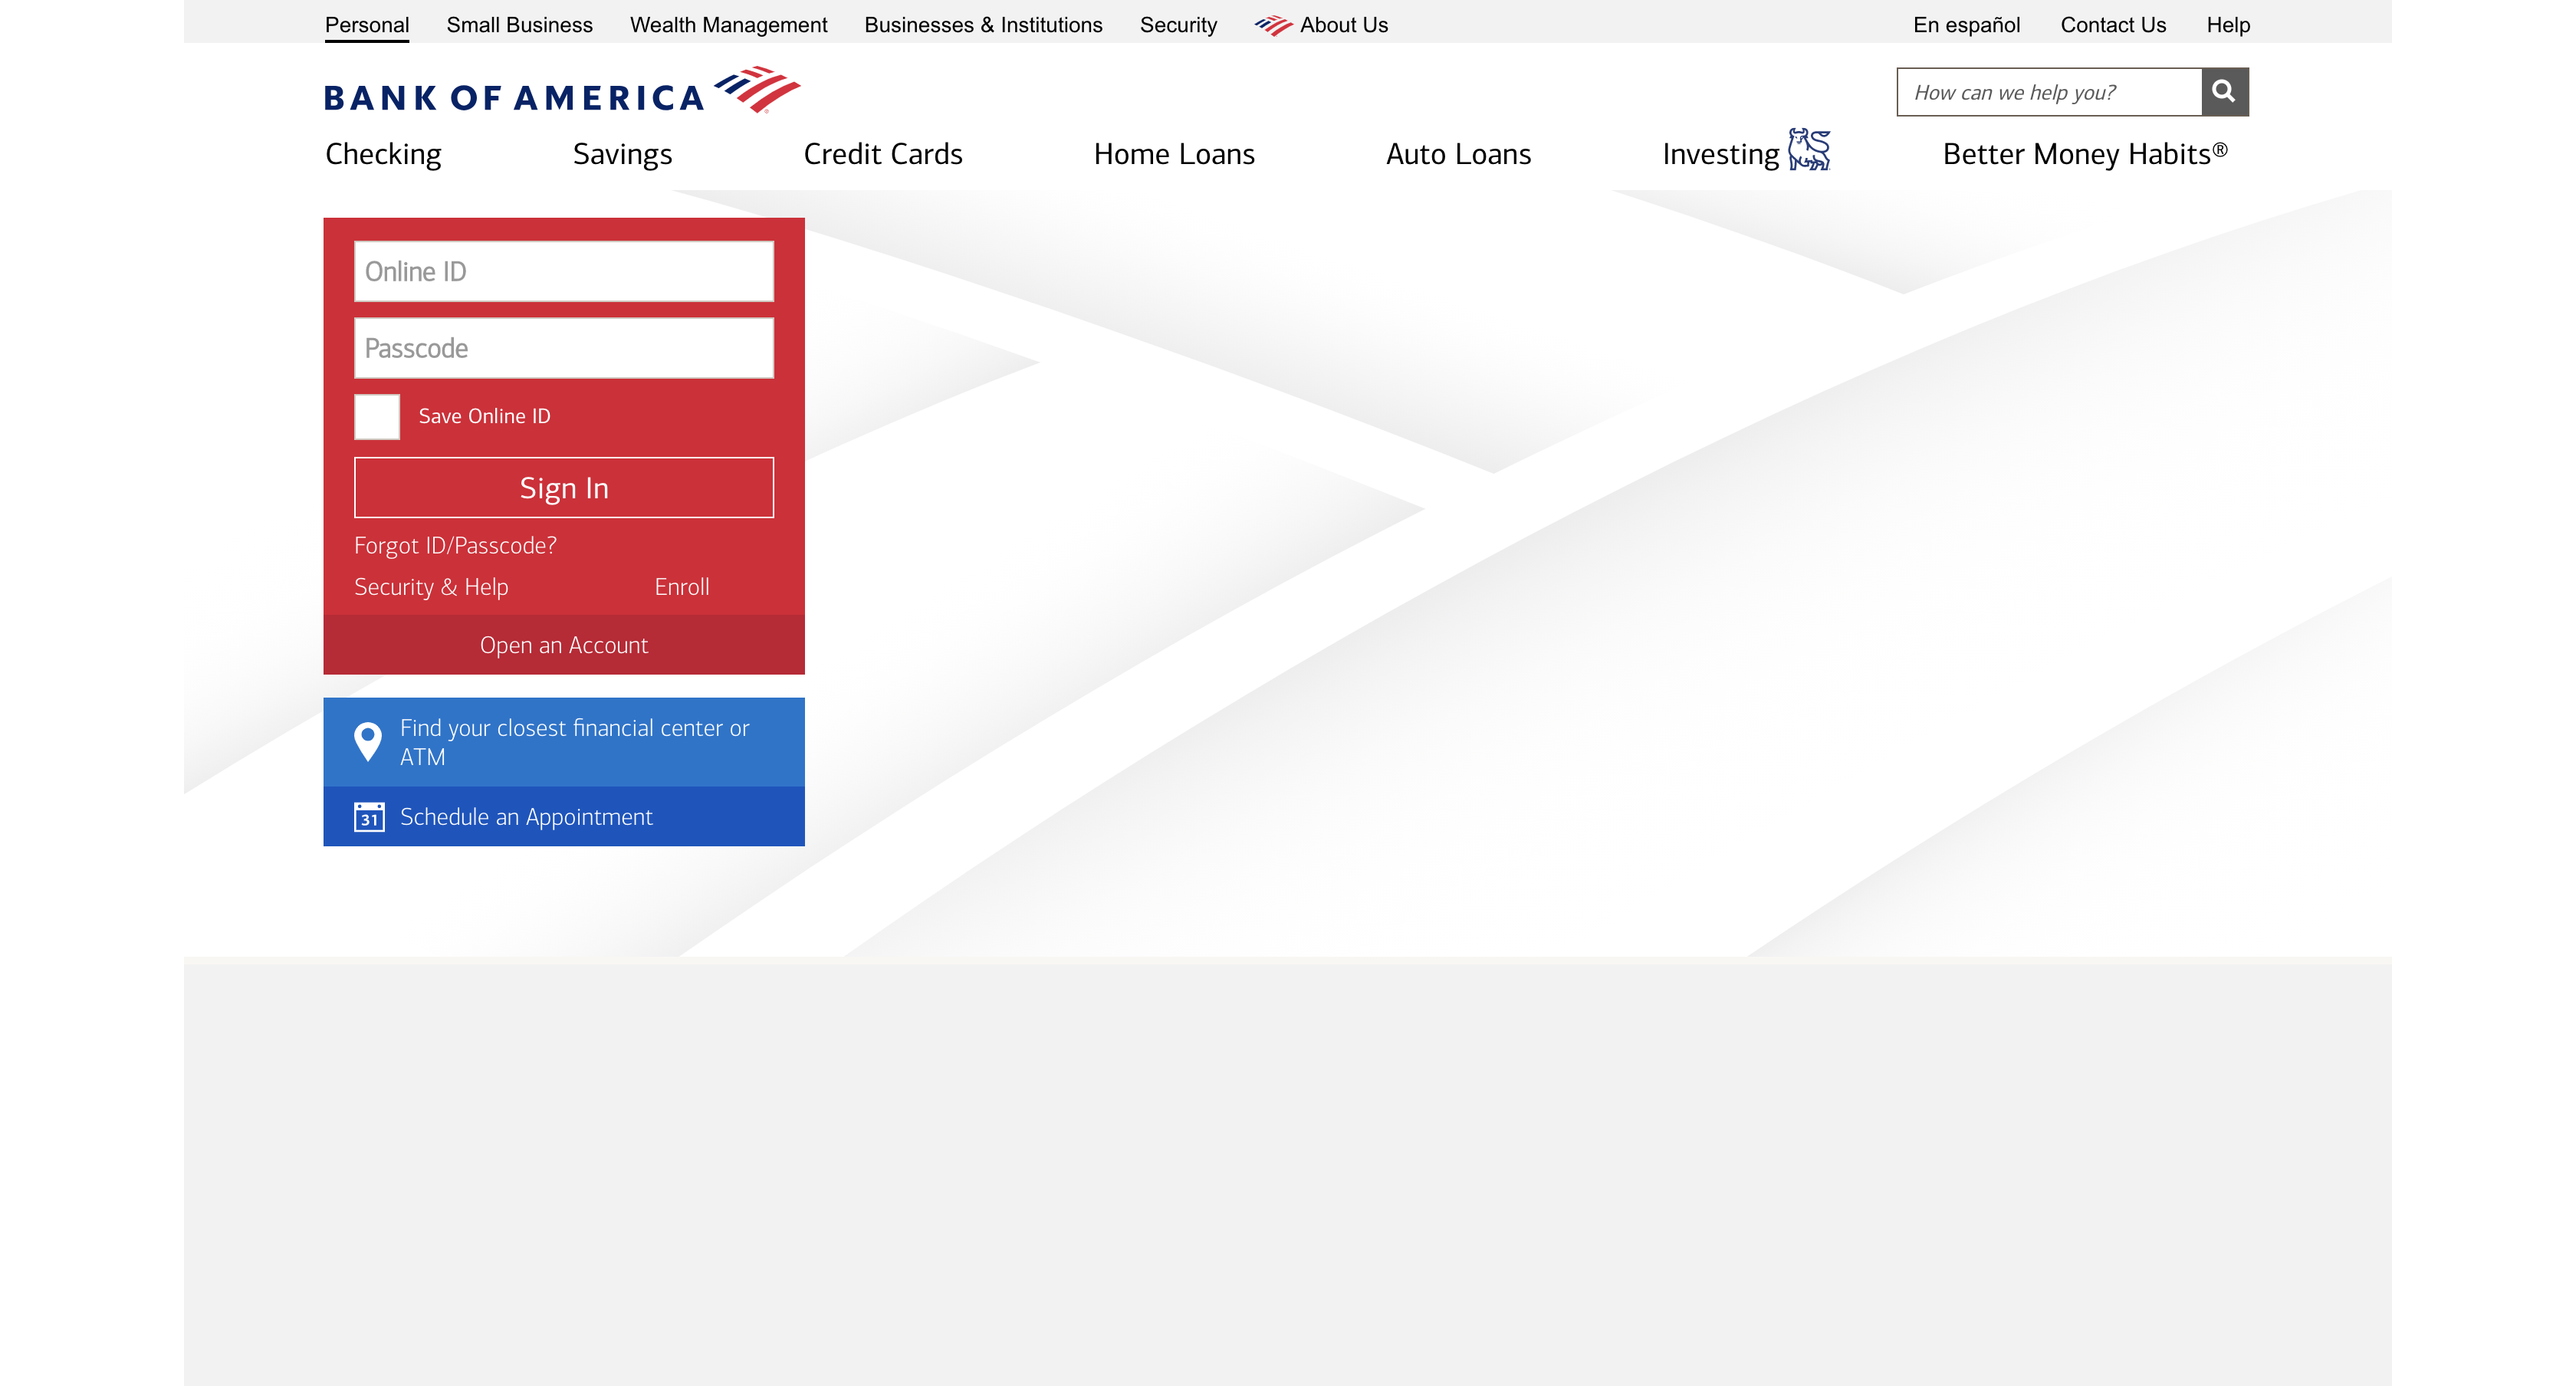 Personal Small Business Wealth Management Businesses & Institutions Security About Us En español Contact Us Help
BANK OF AMERICA
How can we help you?
Checking Savings Credit Cards Home Loans Auto Loans Investing Better Money Habits®
Online ID
Passcode
Save Online ID
Sign In
Forgot ID/Passcode?
Security & Help Enroll
Open an Account
Find your closest financial center or
ATM
31 Schedule an Appointment